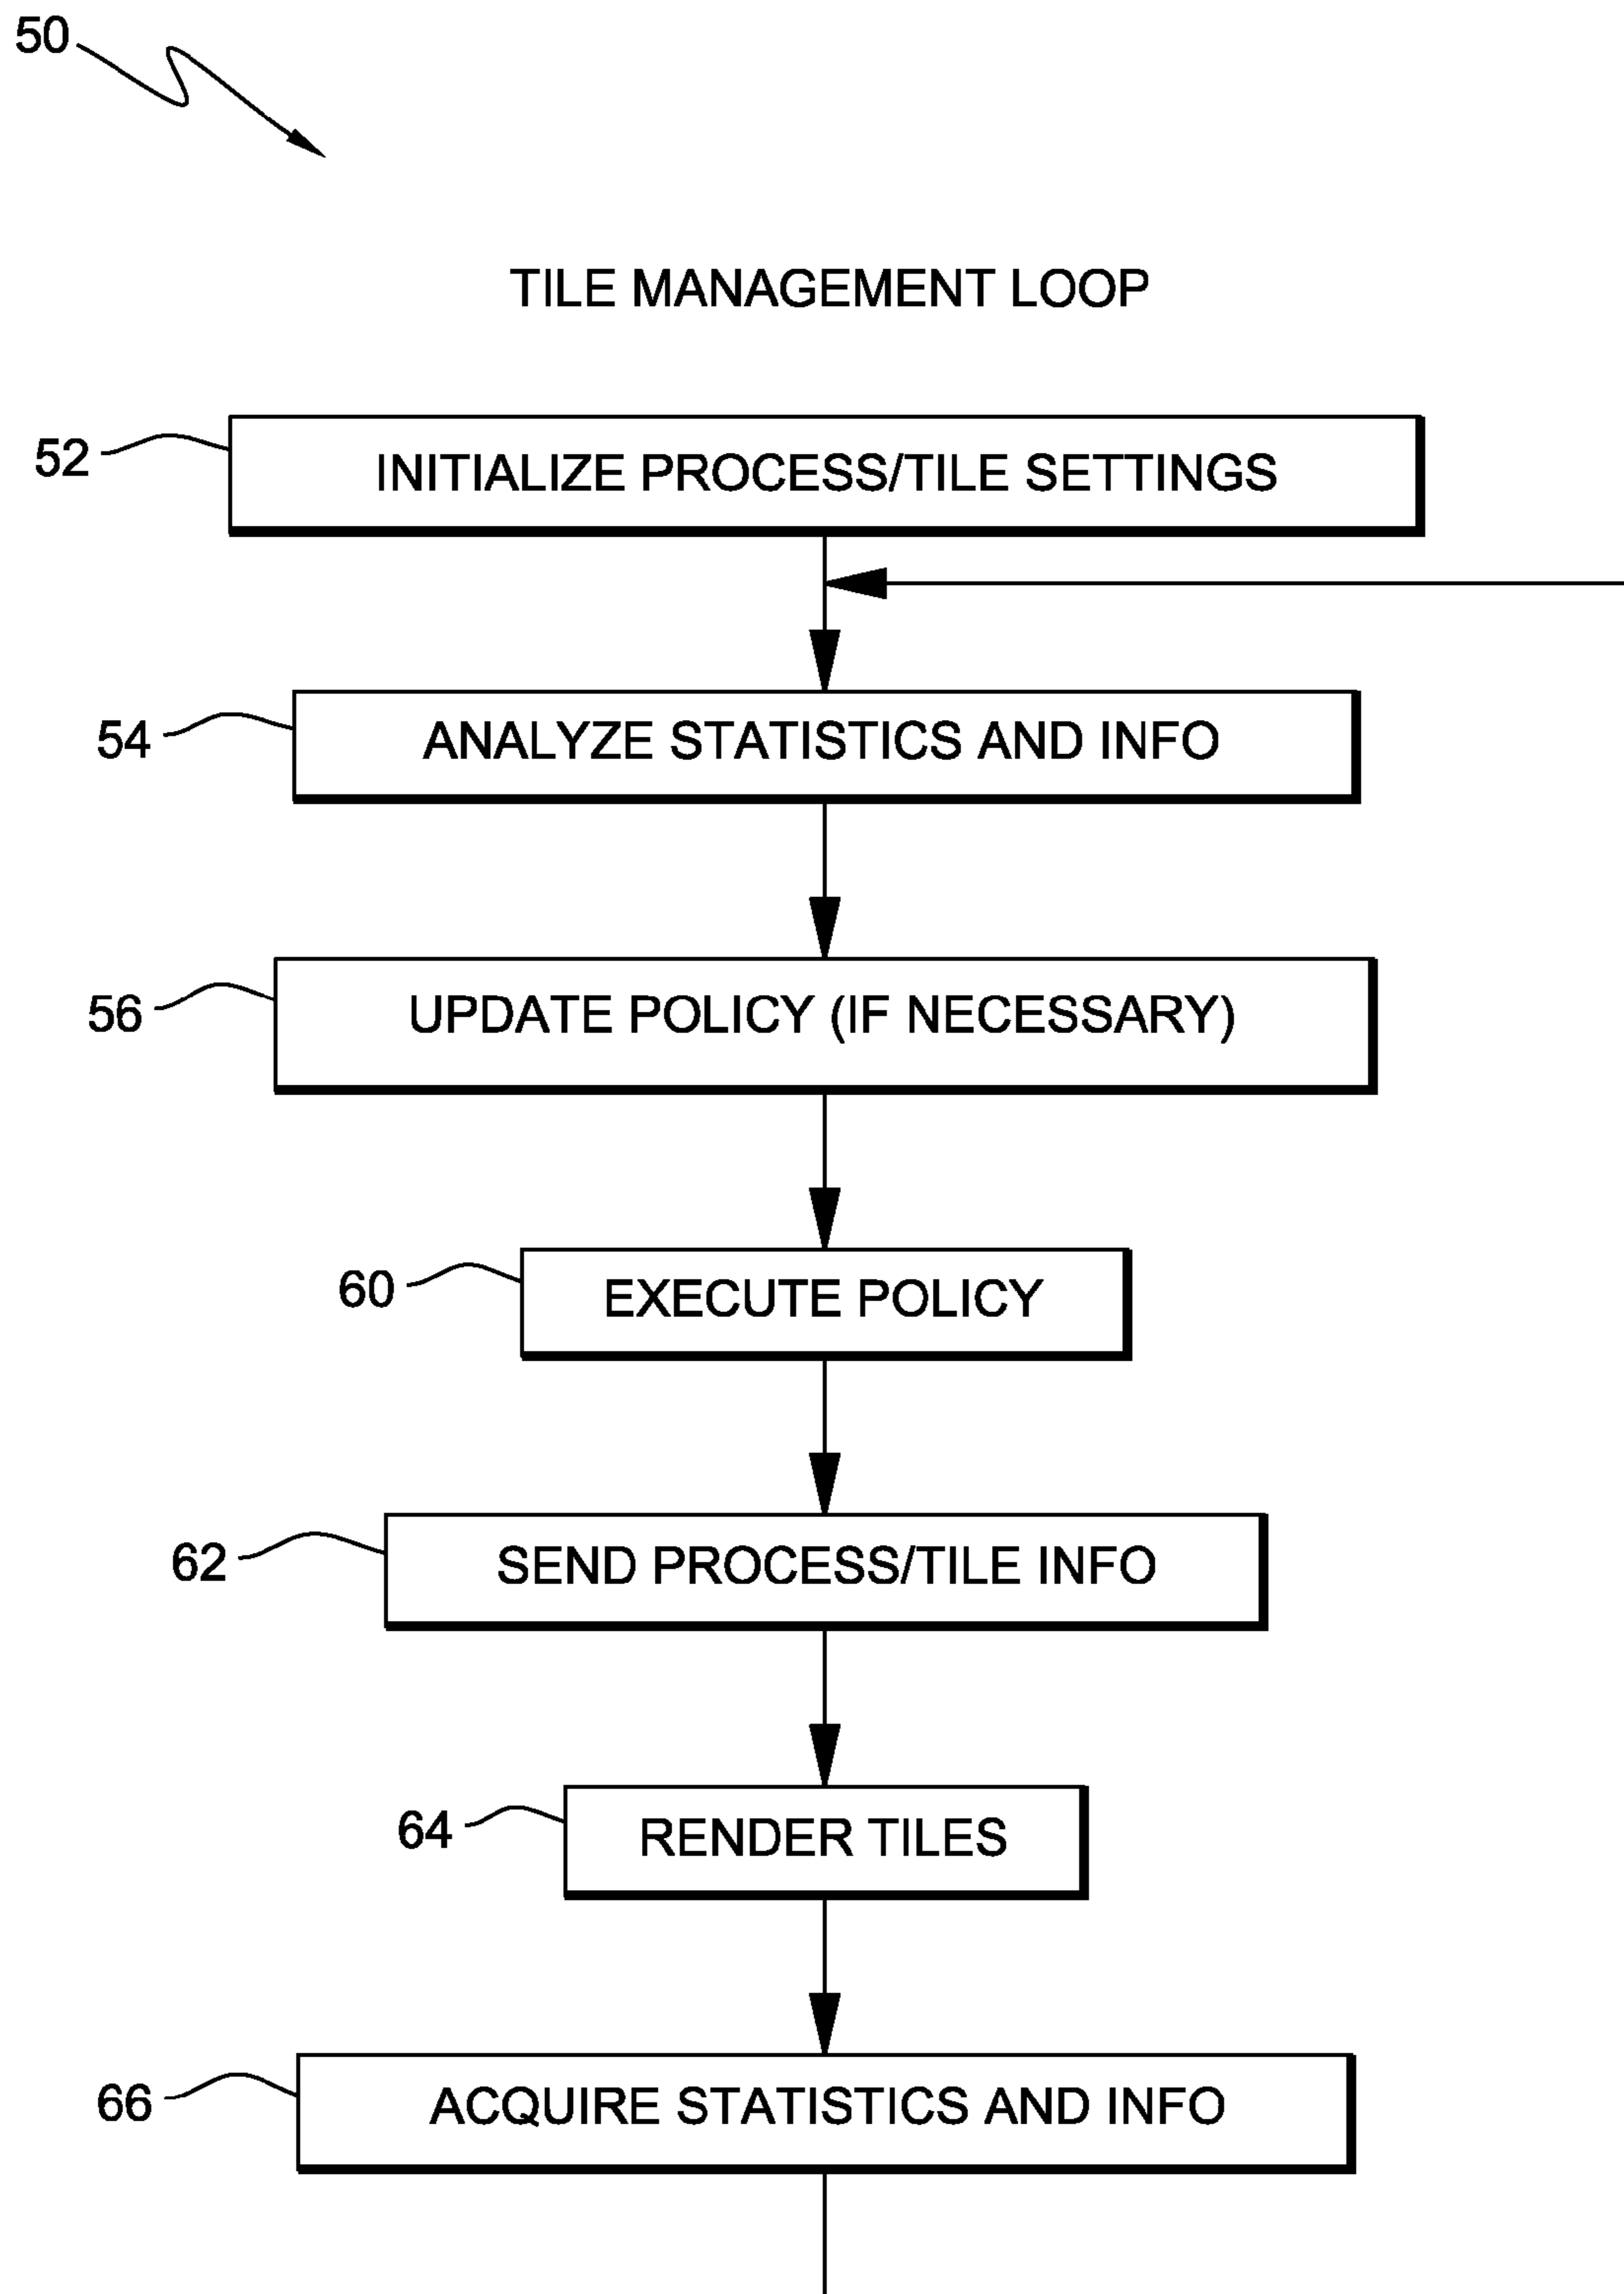 50
TILE MANAGEMENT LOOP
52
INITIALIZE PROCESS/TILE SETTINGS
54
ANALYZE STATISTICS AND INFO
56
UPDATE POLICY (IF NECESSARY)
60
EXECUTE POLICY
62
SEND PROCESS/TILE INFO
64
RENDER TILES
66
ACQUIRE STATISTICS AND INFO